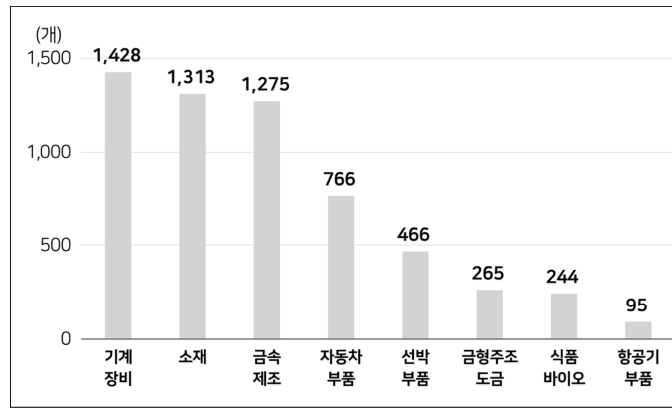 (개)
1,500
1,000
500
0
1,428
1,313
1,275
766
466
265
244
95
기계
장비
소재
금속
제조
자동차
부품
선박
부품
금형주조
도금
식품
바이오
항공기
부품